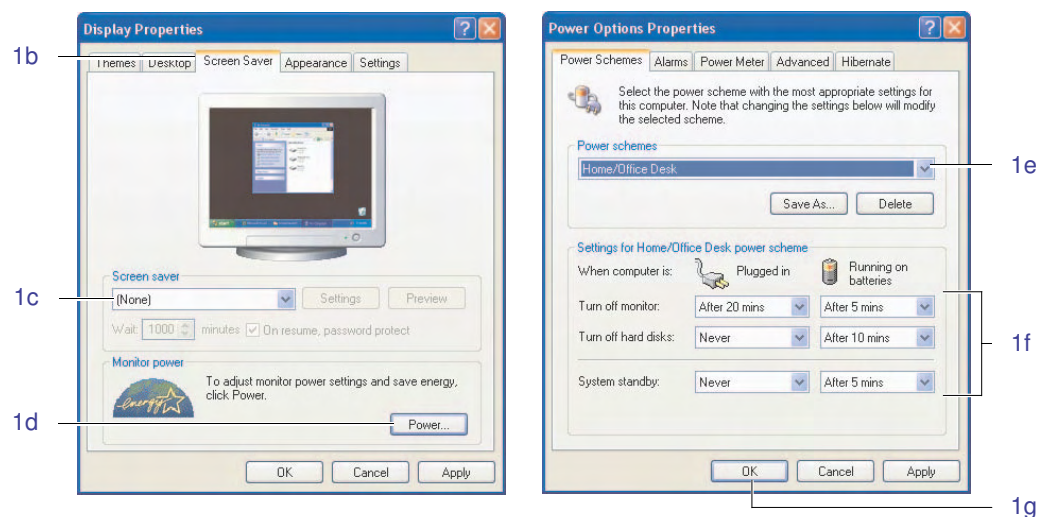 Display Properties
1b
Themes Desktop Screen Saver Appearance Settings
Screen saver
1c
(None)
Settings Preview
Wait: 1000 minutes On resume, password protect
Monitor power
energy
To adjust monitor power settings and save energy,
click Power.
1d
Power...
OK Cancel Apply
Power Options Properties
Power Schemes Alarms Power Meter Advanced Hibernate
Select the power scheme with the most appropriate settings for
this computer. Note that changing the settings below will modify
the selected scheme.
Power schemes
Home/Office Desk
1e
Save As... Delete
Settings for Home/Office Desk power scheme
When computer is: Plugged in Running on
batteries
Turn off monitor: After 20 mins After 5 mins
Turn off hard disks: Never After 10 mins
1f
System standby: Never After 5 mins
OK Cancel Apply
1g